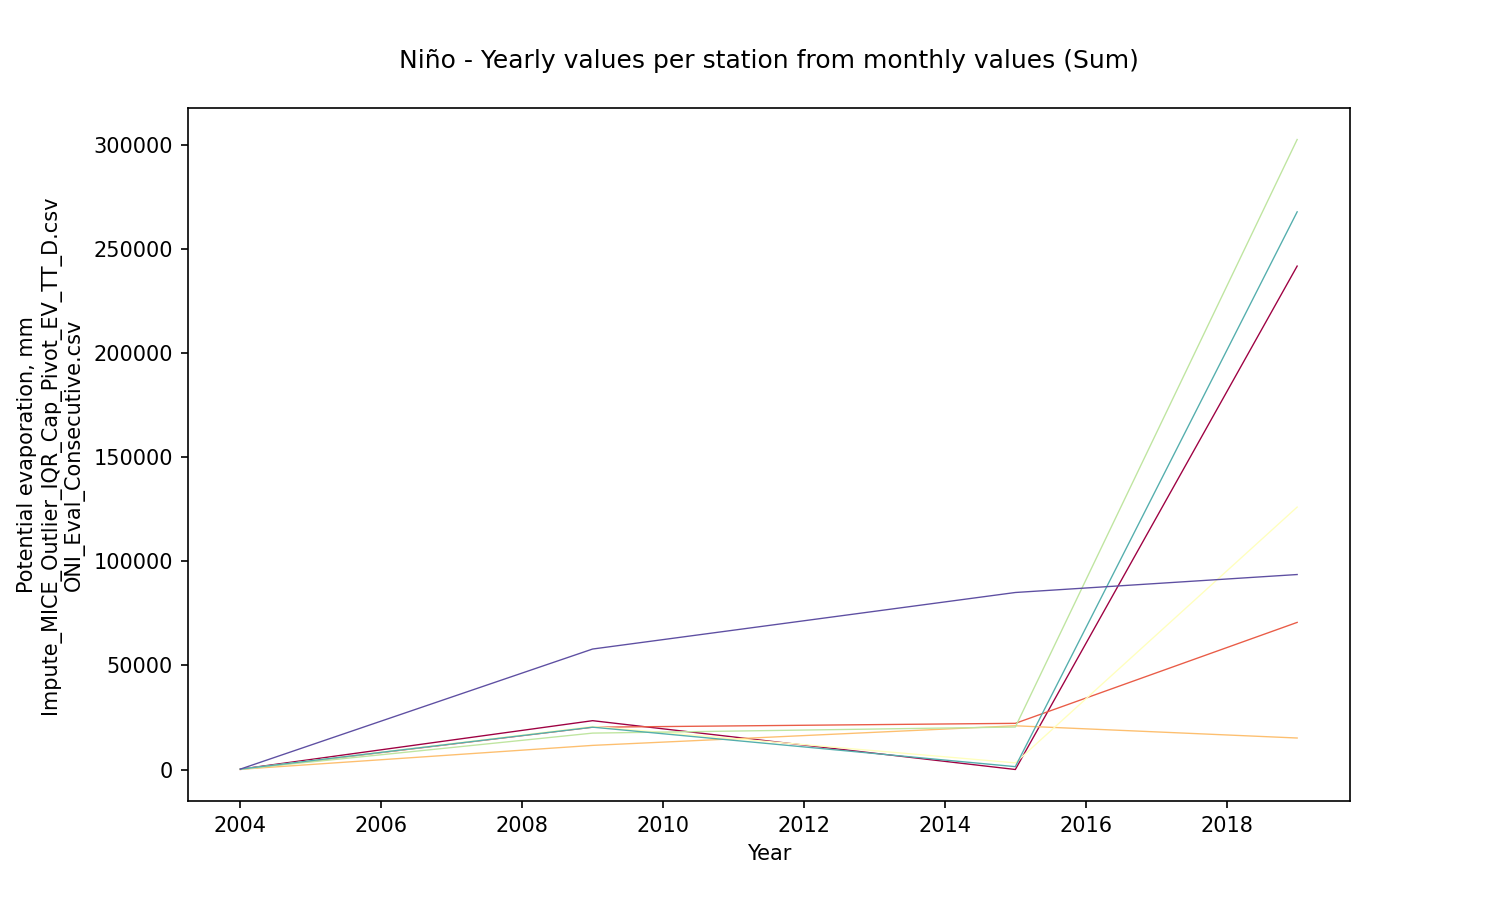 Niño - Yearly values per station from monthly values (Sum)
Potential evaporation, mm
Impute_MICE_Outlier_IQR_Cap_Pivot_EV_TT_D.csv
ONI_Eval_Consecutive.csv
300000
250000
200000
150000
100000
50000
0
2004 2006 2008 2010 2012 2014 2016 2018
Year